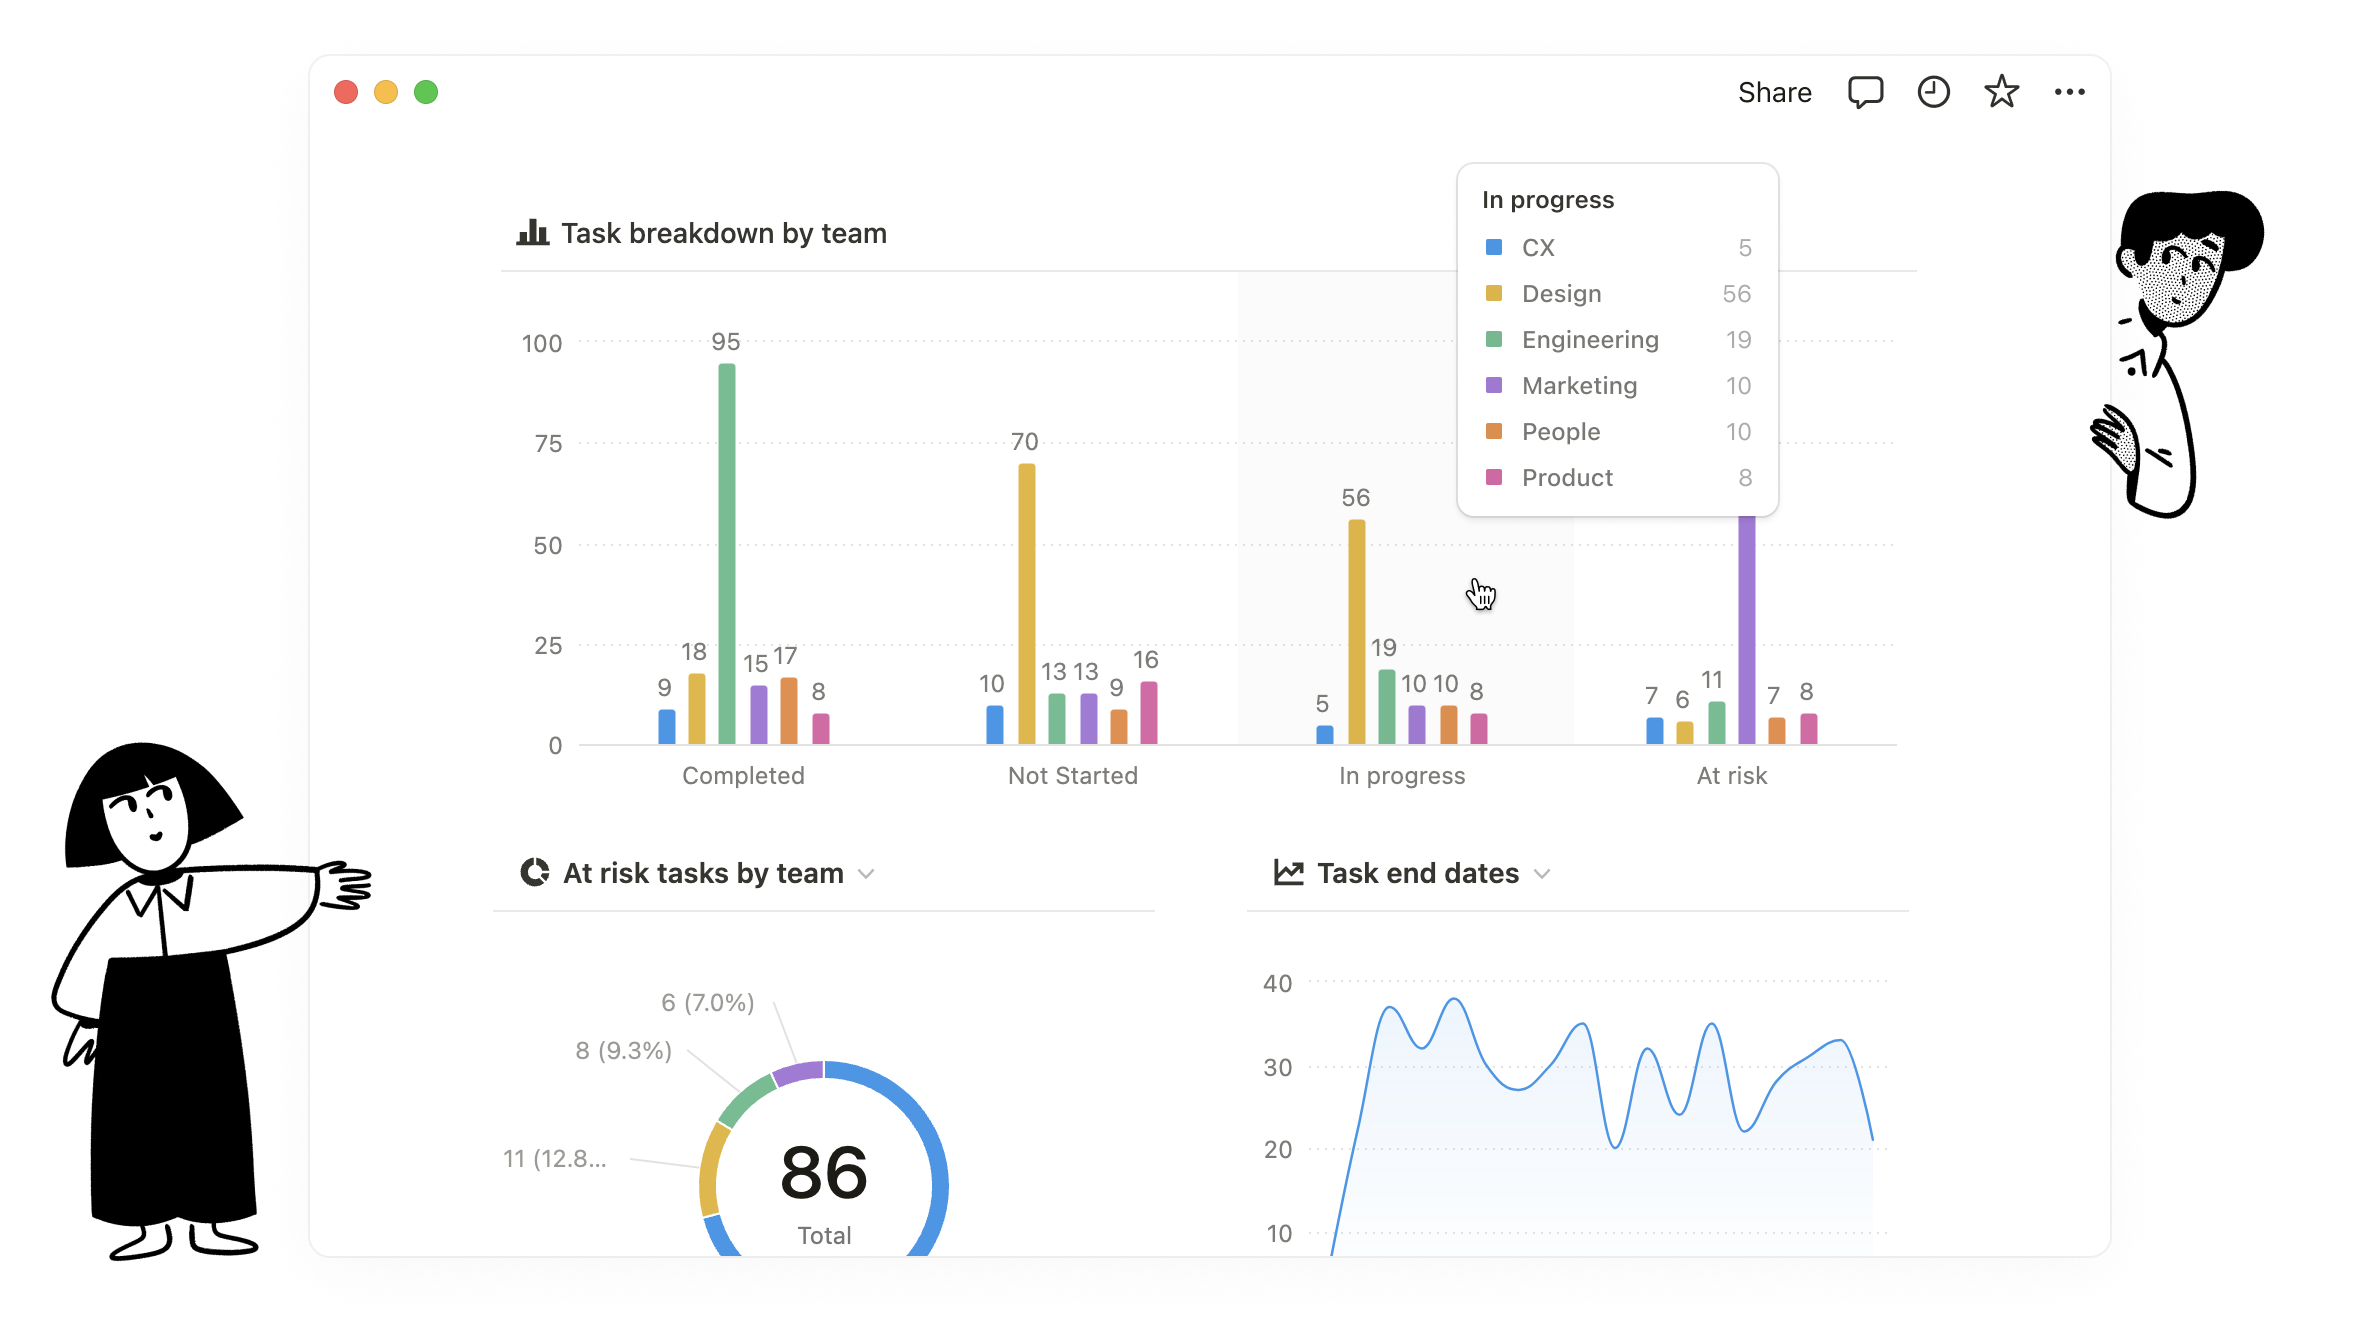 Share
Task breakdown by team
In progress
CX 5
Design 56
Engineering 19
Marketing 10
People 10
Product 8
100
75
50
25
0
9 18 95 15 17 8
10 70 13 13 9 16
5 56 19 10 10 8
7 6 11 7 8
Completed Not Started In progress At risk
At risk tasks by team
6 (7.0%)
8 (9.3%)
11 (12.8...
86
Total
Task end dates
40
30
20
10